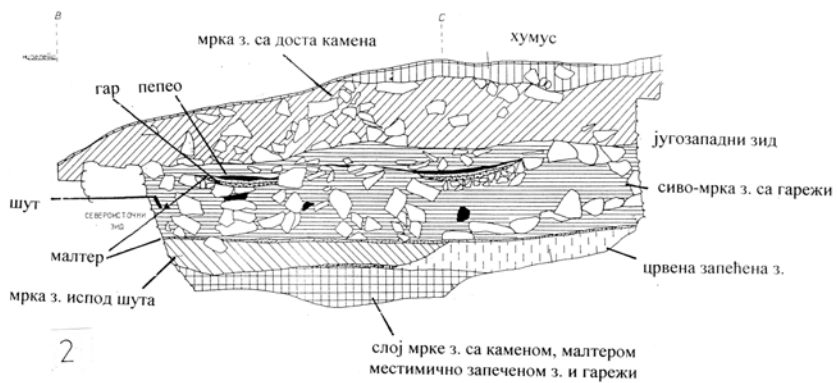 B
C
мрка з. са доста камена
хумус
гар
пепео
југозападни зид
сиво-мрка з. са гарежи
шут
СЕВЕРОИСТОЧНИ
ЗИД
малтер
црвена запећена з.
мрка з. испод шута
2
слој мрке з. са каменом, малтером
местимично запеченом з. и гарежи